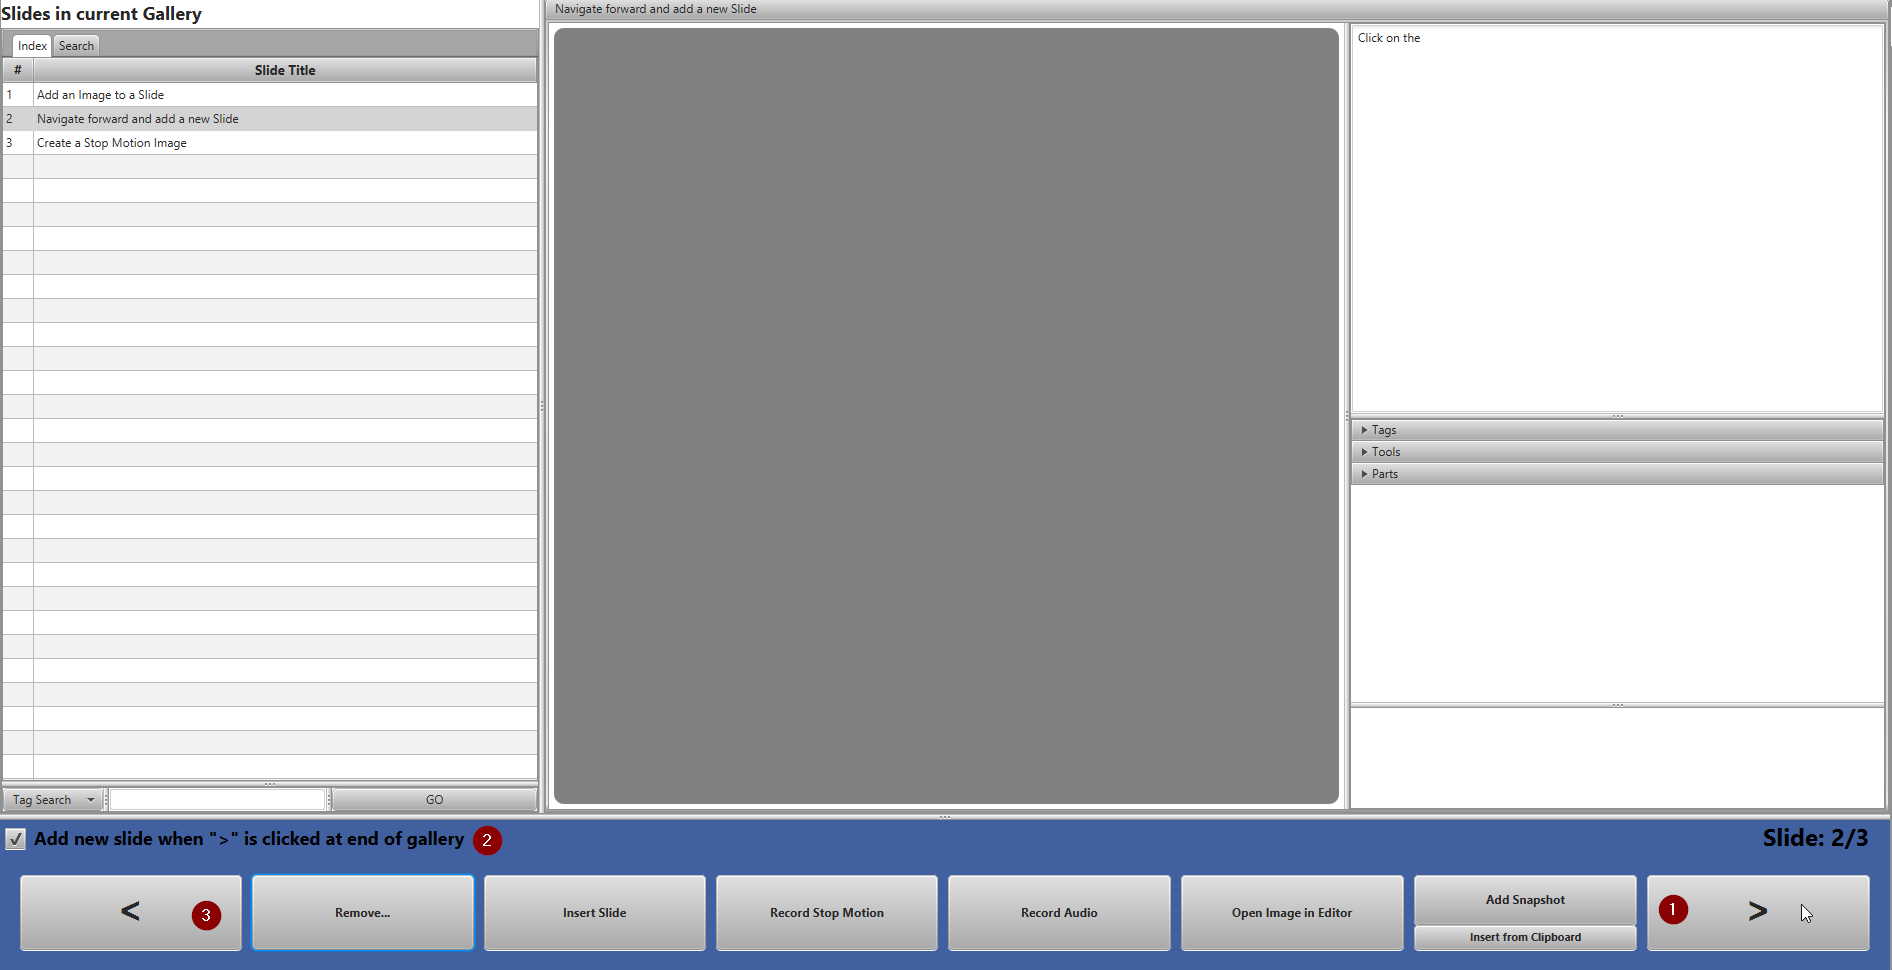 Slides in current Gallery
Index Search
# Slide Title
1 Add an Image to a Slide
2 Navigate forward and add a new Slide
3 Create a Stop Motion Image
Tag Search GO
Navigate forward and add a new Slide
Click on the
Tags
Tools
Parts
Add new slide when ">" is clicked at end of gallery 2
Slide: 2/3
< 3
Remove...
Insert Slide
Record Stop Motion
Record Audio
Open Image in Editor
Add Snapshot
Insert from Clipboard
1 >